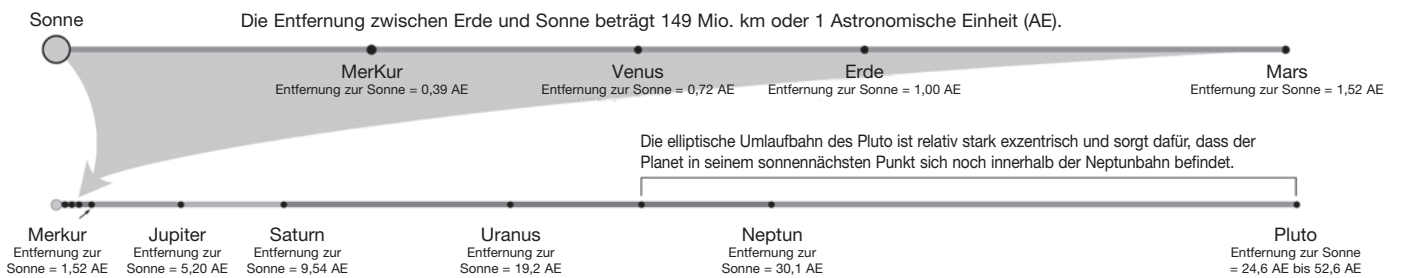 Sonne
Die Entfernung zwischen Erde und Sonne beträgt 149 Mio. km oder 1 Astronomische Einheit (AE).
MerKur
Entfernung zur Sonne = 0,39 AE
Venus
Entfernung zur Sonne = 0,72 AE
Erde
Entfernung zur Sonne = 1,00 AE
Mars
Entfernung zur Sonne = 1,52 AE
Die elliptische Umlaufbahn des Pluto ist relativ stark exzentrisch und sorgt dafür, dass der
Planet in seinem sonnennächsten Punkt sich noch innerhalb der Neptunbahn befindet.
Merkur
Entfernung zur
Sonne = 1,52 AE
Jupiter
Entfernung zur
Sonne = 5,20 AE
Saturn
Entfernung zur
Sonne = 9,54 AE
Uranus
Entfernung zur
Sonne = 19,2 AE
Neptun
Entfernung zur
Sonne = 30,1 AE
Pluto
Entfernung zur Sonne
= 24,6 AE bis 52,6 AE